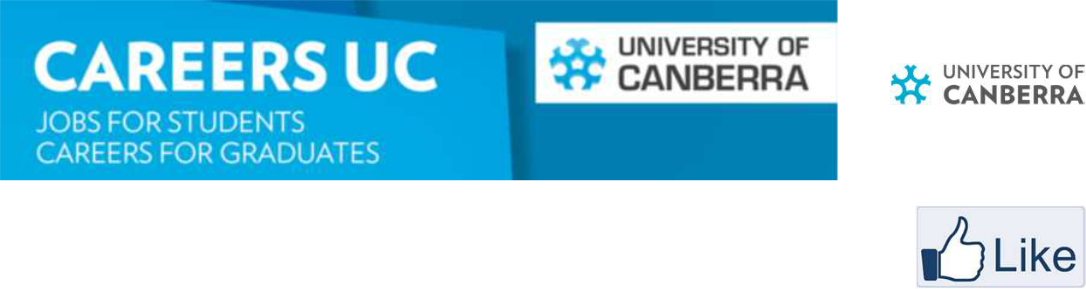 CAREERS UC
JOBS FOR STUDENTS
CAREERS FOR GRADUATES
UNIVERSITY OF
CANBERRA
UNIVERSITY OF
CANBERRA
Like